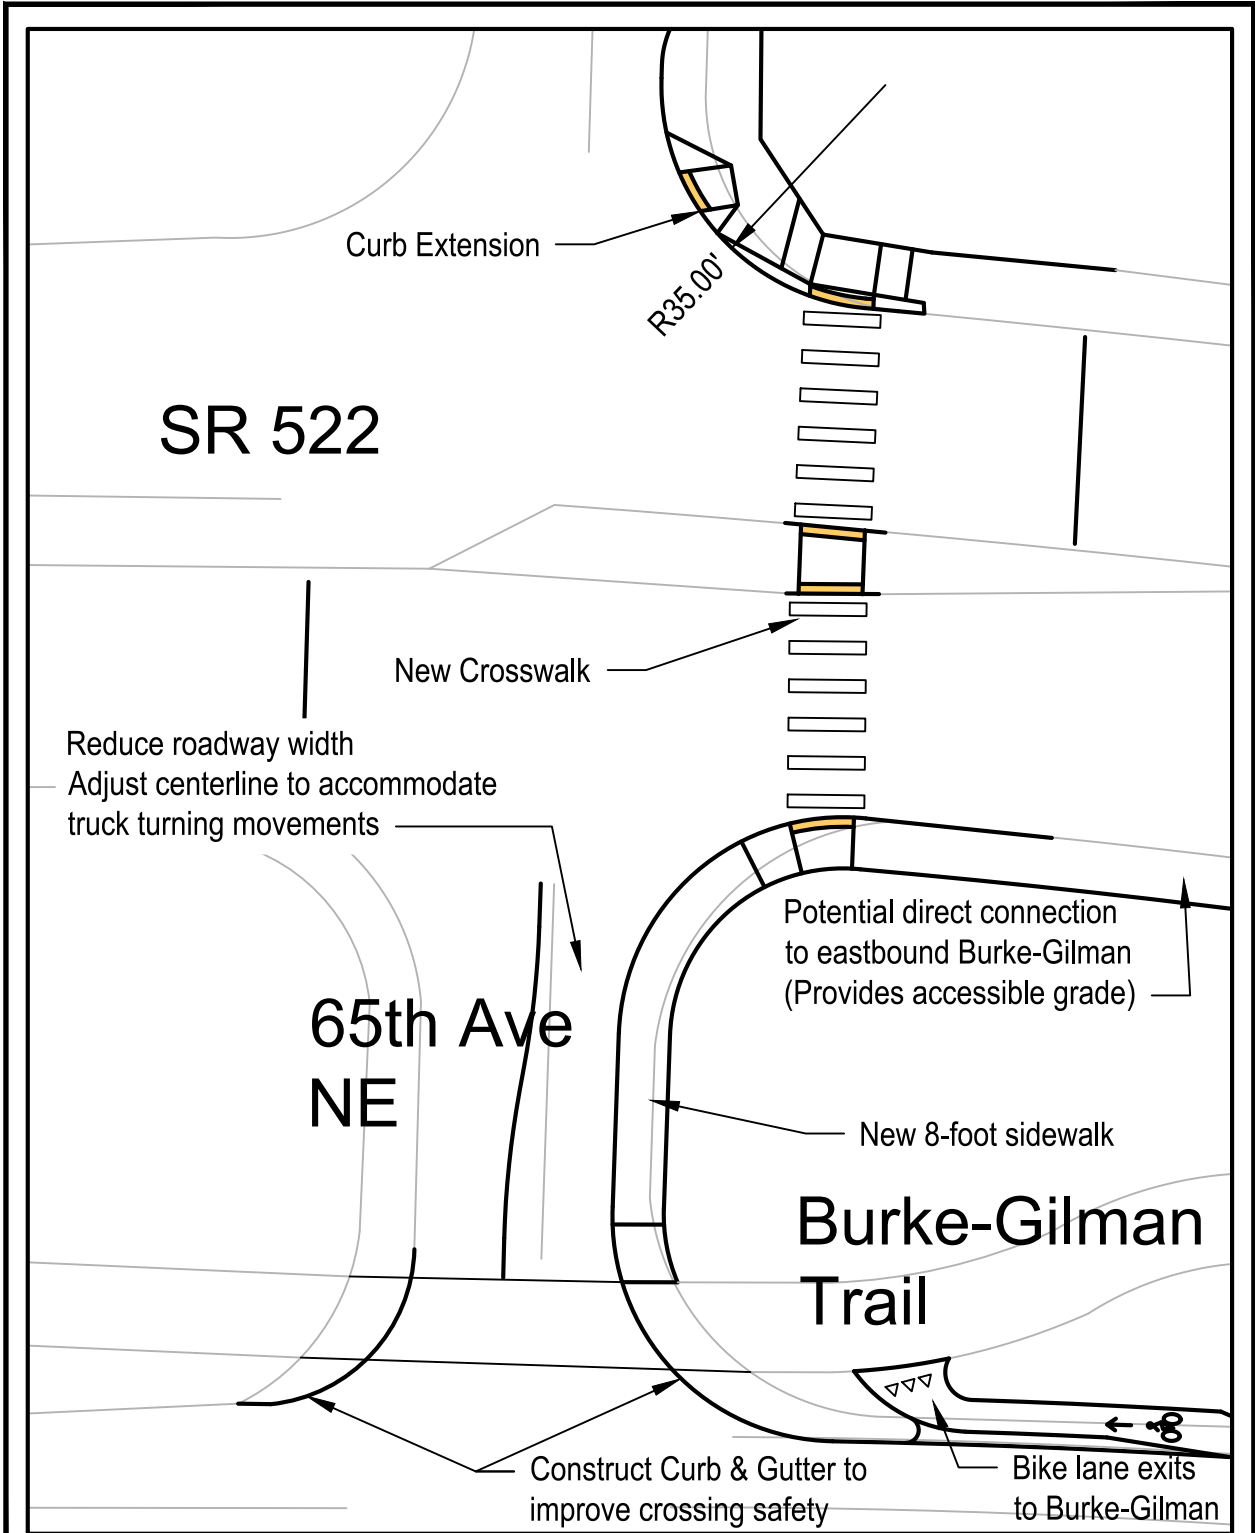 Curb Extension
R35.00'
SR 522
New Crosswalk
Reduce roadway width
Adjust centerline to accommodate
truck turning movements
Potential direct connection
to eastbound Burke-Gilman
(Provides accessible grade)
65th Ave
NE
New 8-foot sidewalk
Burke-Gilman
Trail
Construct Curb & Gutter to
improve crossing safety
Bike lane exits
to Burke-Gilman